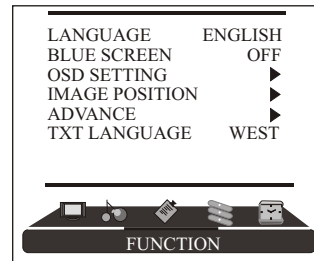 LANGUAGE ENGLISH
BLUE SCREEN OFF
OSD SETTING
IMAGE POSITION
ADVANCE
TXT LANGUAGE WEST
FUNCTION